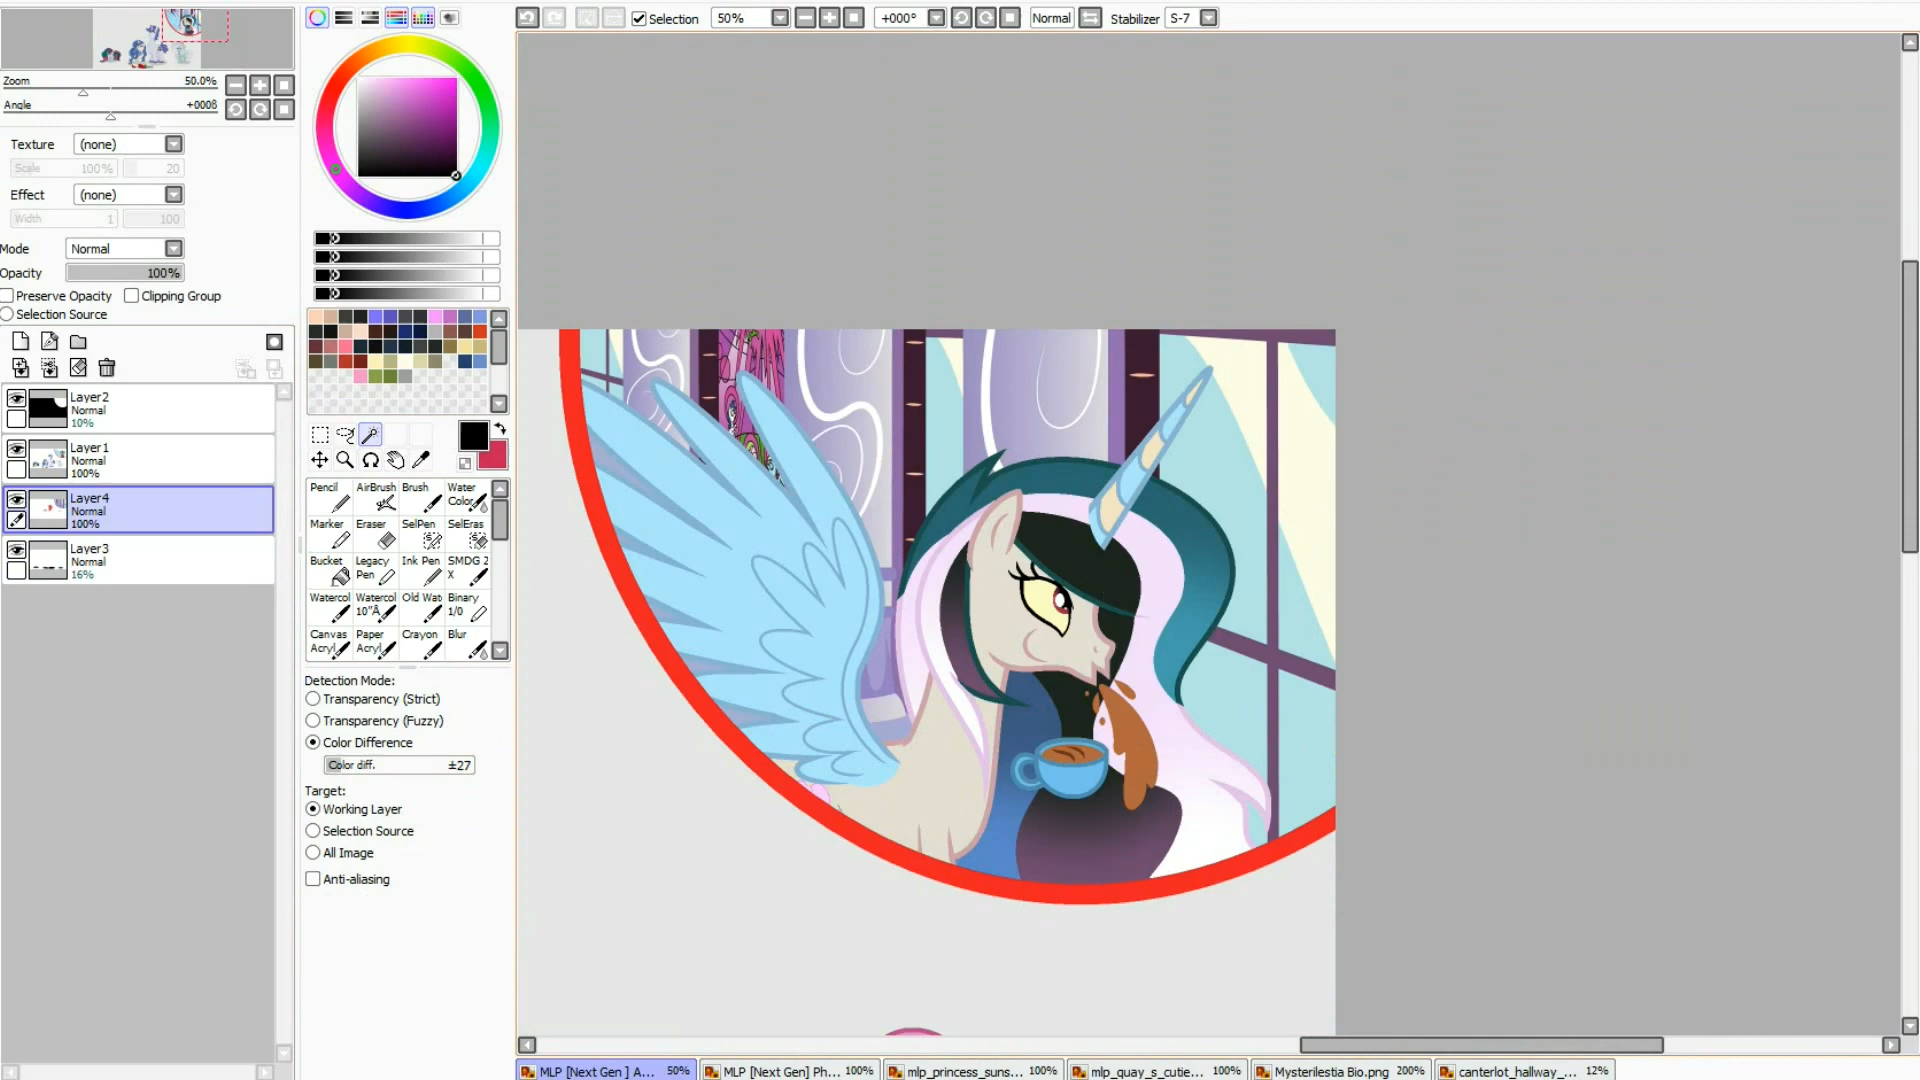 Selection 50% +000° Normal Stabilizer S-7
Zoom 50.0%
Angle +000ß
Texture (none)
Scale 100% 20
Effect (none)
Width 1 100
Mode Normal
Opacity 100%
Preserve Opacity Clipping Group
Selection Source
Layer2
Normal
10%
Layer1
Normal
100%
Layer4
Normal
100%
Layer3
Normal
16%
Pencil AirBrush Brush Water
Color
Marker Eraser SelPen SelEras
Bucket Legacy Ink Pen SMDG 2
Pen X
Watercol Watercol Old Wat Binary
10"Â 1/0
Canvas Paper Crayon Blur
Acryl Acryl
Detection Mode:
Transparency (Strict)
Transparency (Fuzzy)
Color Difference
Color diff. ±27
Target:
Working Layer
Selection Source
All Image
Anti-aliasing
MLP [Next Gen ] A... 50% MLP [Next Gen] Ph... 100% mlp_princess_suns... 100% mlp_quay_s_cutie... 100% Mysterilestia Bio.png 200% canterlot_hallway_... 12%